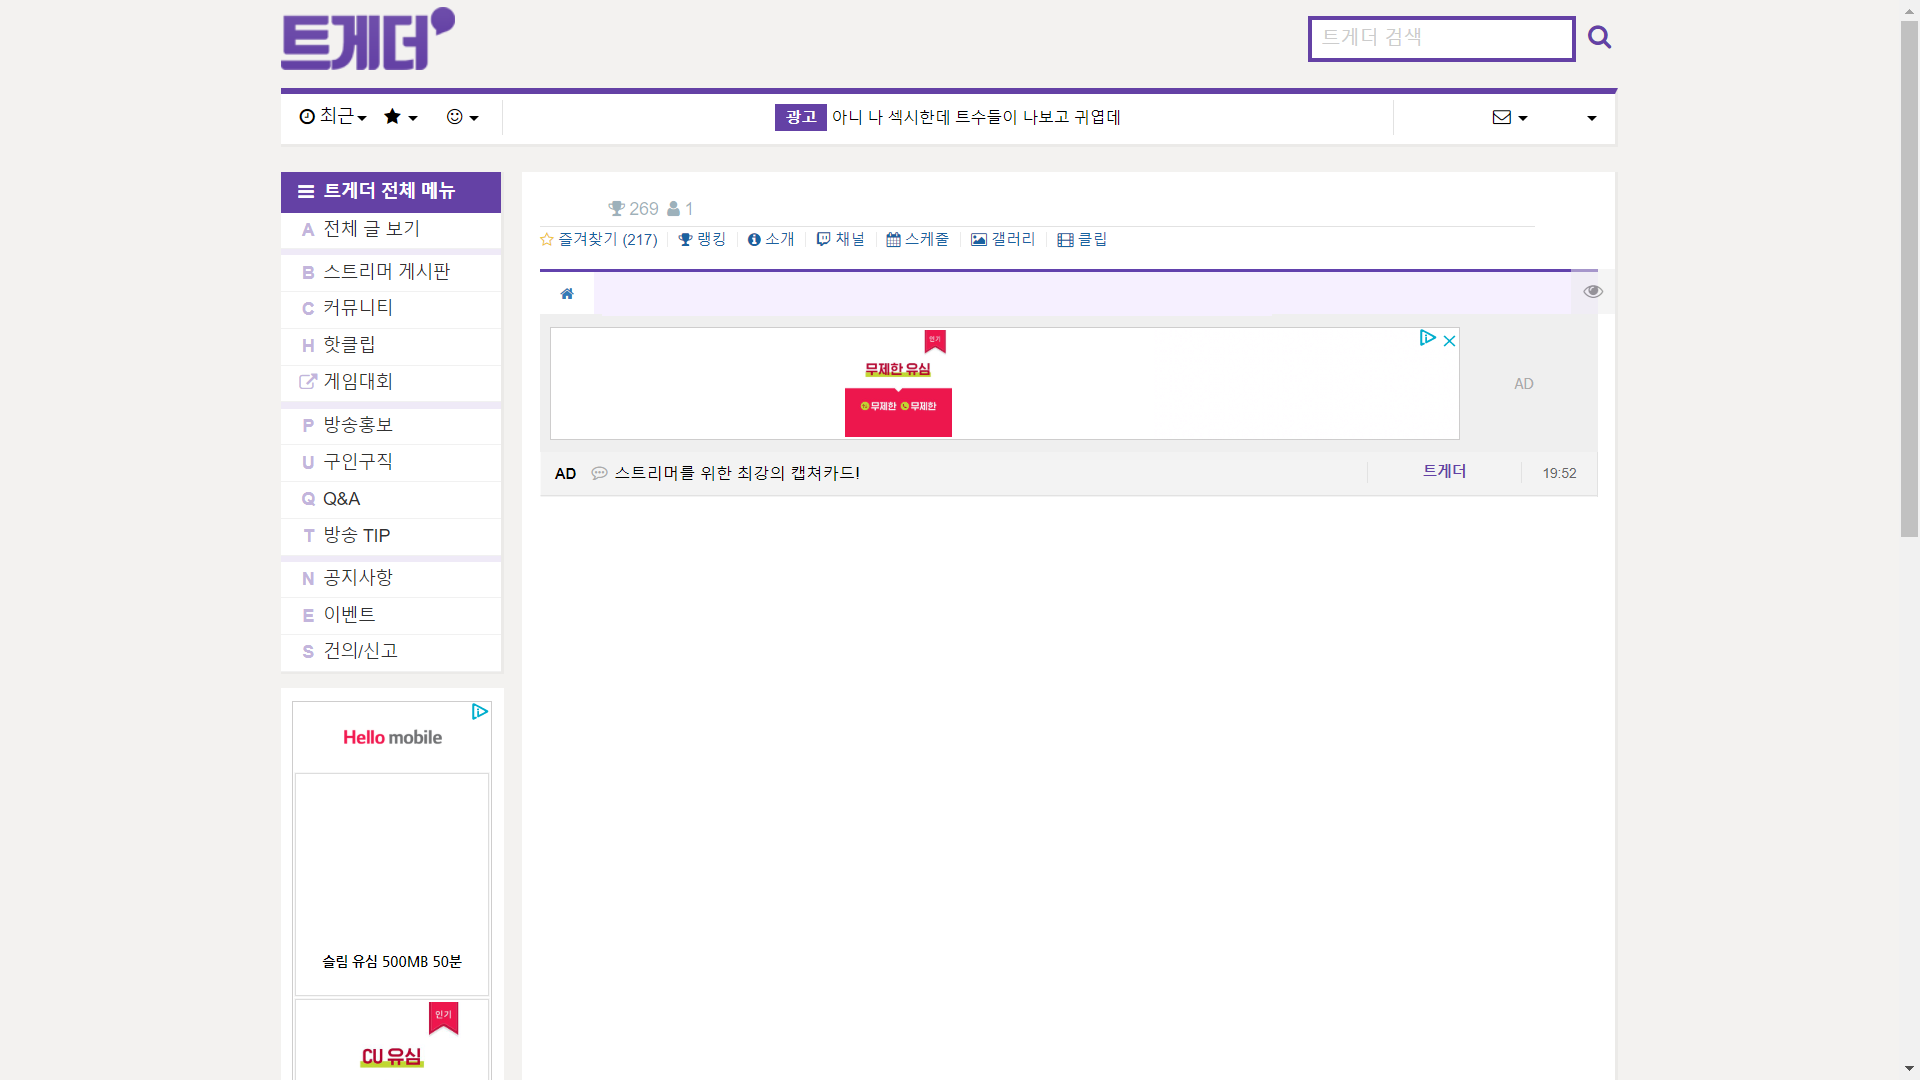 트게더
트게더 검색
최근
광고 아니 나 섹시한데 트수들이 나보고 귀엽데
트게더 전체 메뉴
A 전체 글 보기
B 스트리머 게시판
C 커뮤니티
H 핫클립
게임대회
P 방송홍보
U 구인구직
Q Q&A
T 방송 TIP
N 공지사항
E 이벤트
S 건의/신고
269 1
즐겨찾기 (217) 랭킹 소개 채널 스케줄 갤러리 클립
인기
무제한 유심
무제한 무제한
AD
AD 스트리머를 위한 최강의 캡쳐카드! 트게더 19:52
Hello mobile
슬림 유심 500MB 50분
인기
CU 유심